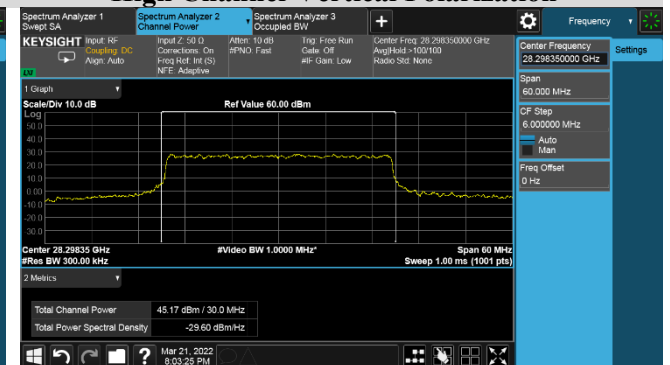 High Channel Vertical Polarization
Spectrum Analyzer 1
Swept SA
Spectrum Analyzer 2
Channel Power
Spectrum Analyzer 3
Occupied BW
Frequency
KEYSIGHT
Input: RF
Coupling: DC
Align: Auto
Input Z: 50 Ω
Corrections: On
Freq Ref: Int (S)
NFE: Adaptive
Atten: 10 dB
#PNO: Fast
Trig: Free Run
Gate: Off
#IF Gain: Low
Center Freq: 28.298350000 GHz
Avg|Hold:>100/100
Radio Std: None
Center Frequency
28.298350000 GHz
Settings
Span
60.000 MHz
CF Step
6.000000 MHz
Auto
Man
Freq Offset
0 Hz
LV
1 Graph
Scale/Div 10.0 dB
Ref Value 60.00 dBm
Log
50.0
40.0
30.0
20.0
10.0
0.00
-10.0
-20.0
-30.0
Center 28.29835 GHz
#Video BW 1.0000 MHz*
Span 60 MHz
#Res BW 300.00 kHz
Sweep 1.00 ms (1001 pts)
2 Metrics
Total Channel Power 45.17 dBm / 30.0 MHz
Total Power Spectral Density -29.60 dBm/Hz
?
Mar 21, 2022
8:03:25 PM